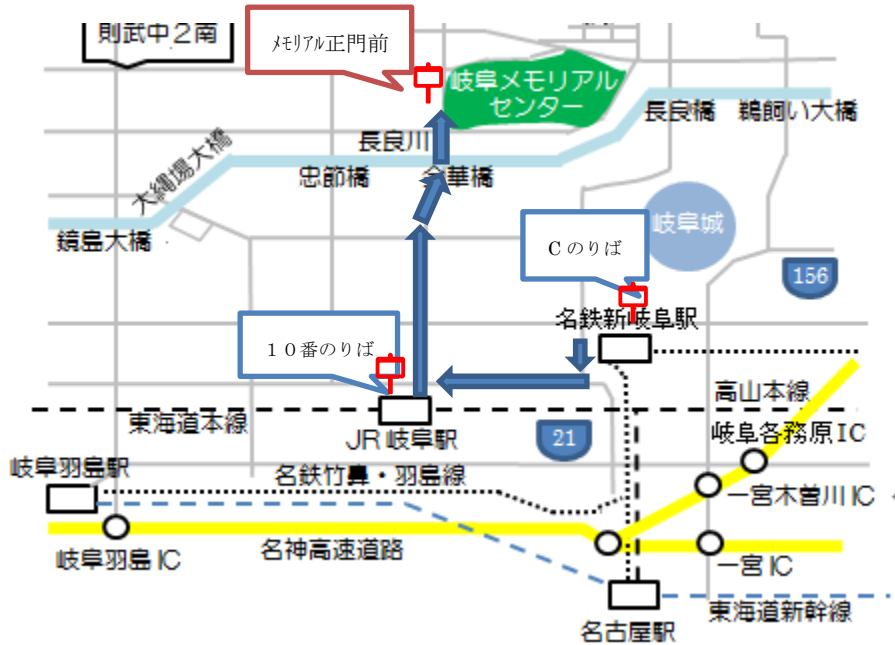 則武中2南
ﾒﾓﾘｱﾙ正門前
岐阜メモリアル
センター
長良橋
鵜飼い大橋
長良川
大縄場大橋
忠節橋
金華橋
鏡島大橋
岐阜城
Cのりば
156
名鉄新岐阜駅
10番のりば
高山本線
東海道本線
JR岐阜駅
21
岐阜各務原IC
岐阜羽島駅
名鉄竹鼻・羽島線
一宮木曽川IC
岐阜羽島IC
名神高速道路
一宮IC
東海道新幹線
名古屋駅